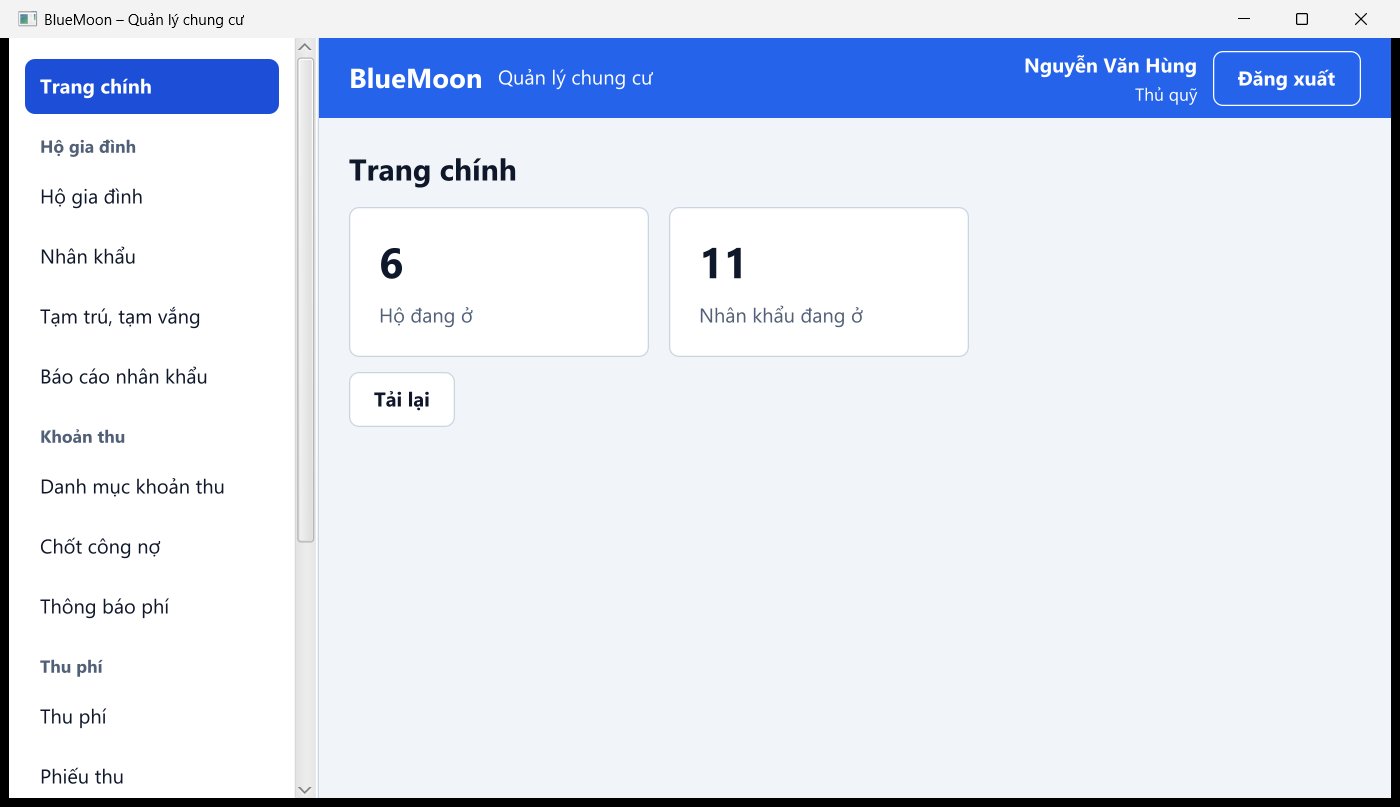 BlueMoon – Quản lý chung cư
Trang chính
Hộ gia đình
Hộ gia đình
Nhân khẩu
Tạm trú, tạm vắng
Báo cáo nhân khẩu
Khoản thu
Danh mục khoản thu
Chốt công nợ
Thông báo phí
Thu phí
Thu phí
Phiếu thu
BlueMoon Quản lý chung cư
Nguyễn Văn Hùng
Thủ quỹ
Đăng xuất
Trang chính
6
Hộ đang ở
11
Nhân khẩu đang ở
Tải lại